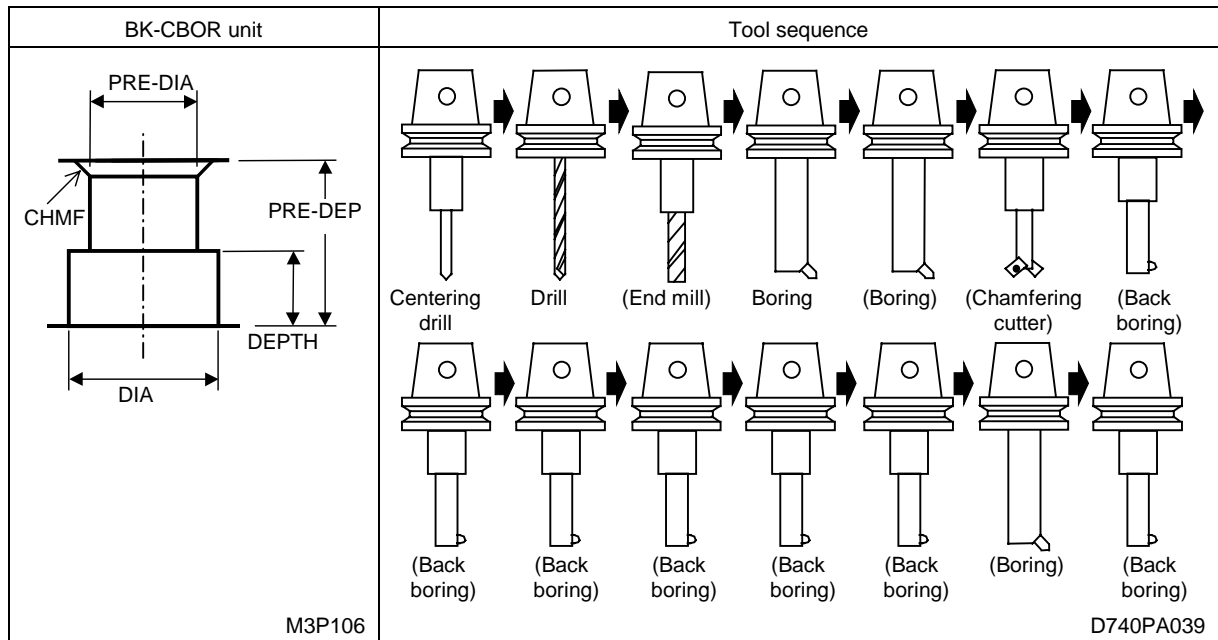 BK-CBOR unit
Tool sequence
PRE-DIA
CHMF
PRE-DEP
DEPTH
DIA
M3P106
Centering
drill
Drill
(End mill)
Boring
(Boring)
(Chamfering
cutter)
(Back
boring)
(Back
boring)
(Back
boring)
(Back
boring)
(Back
boring)
(Back
boring)
(Boring)
(Back
boring)
D740PA039